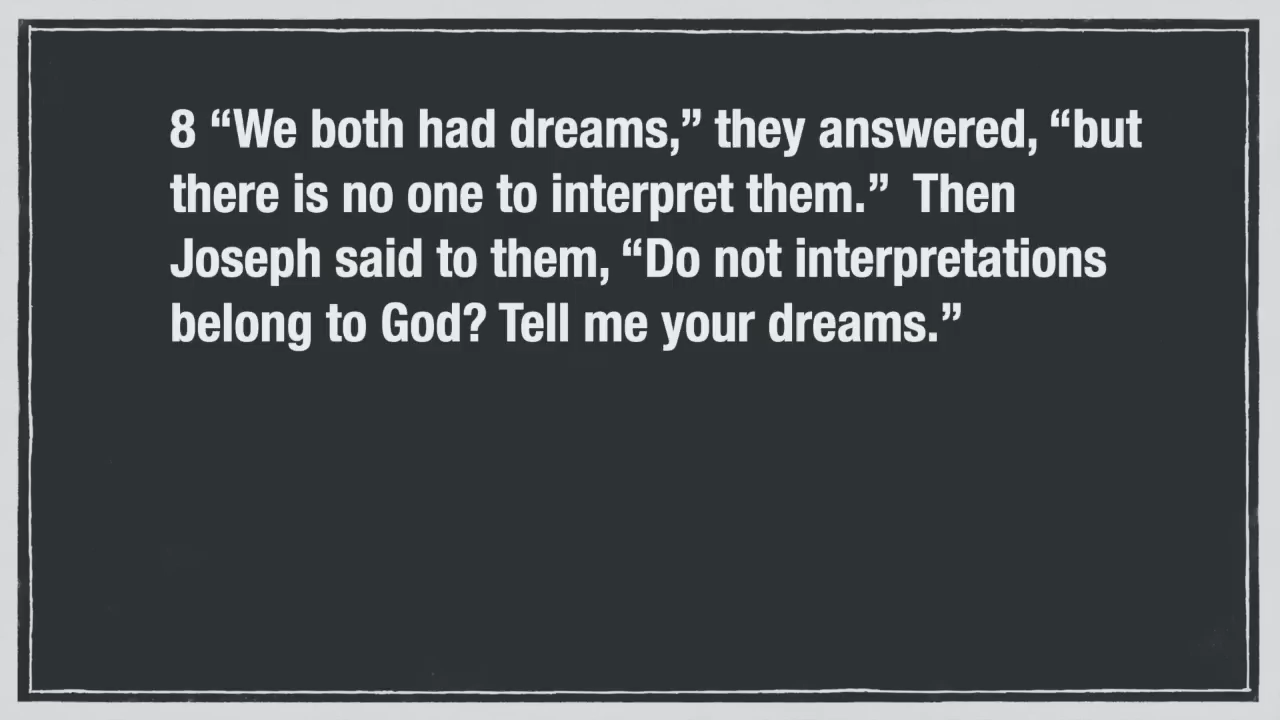 8 “We both had dreams,” they answered, “but
there is no one to interpret them.”  Then
Joseph said to them, “Do not interpretations
belong to God? Tell me your dreams.”